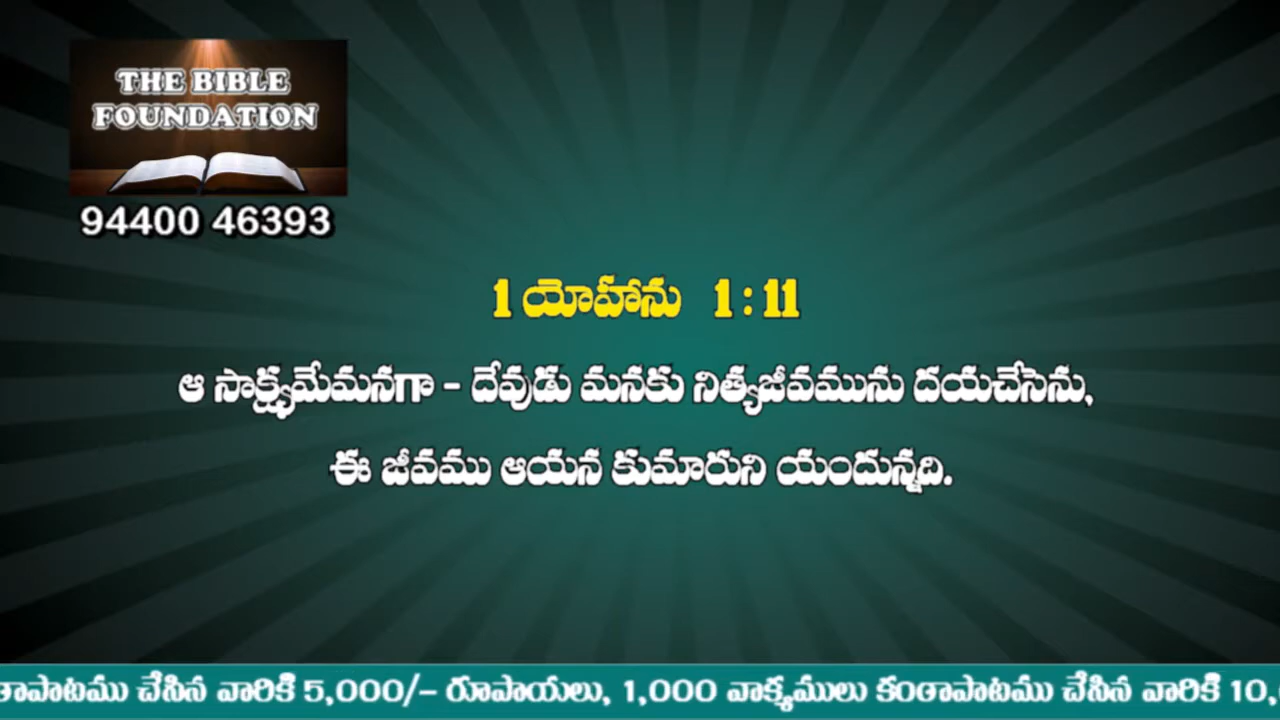 THE BIBLE
FOUNDATION
94400 46393
1 యోహాను 1 : 11
ఆ సాక్ష్యమేమనగా - దేవుడు మనకు నిత్యజీవమును దయచేసెను,
ఈ జీవము ఆయన కుమారుని యందున్నది.
చేసిన వారికి 5,000/- రూపాయలు, 1,000 వాక్యములు కంఠాపాటము చేసిన వారికి 10,